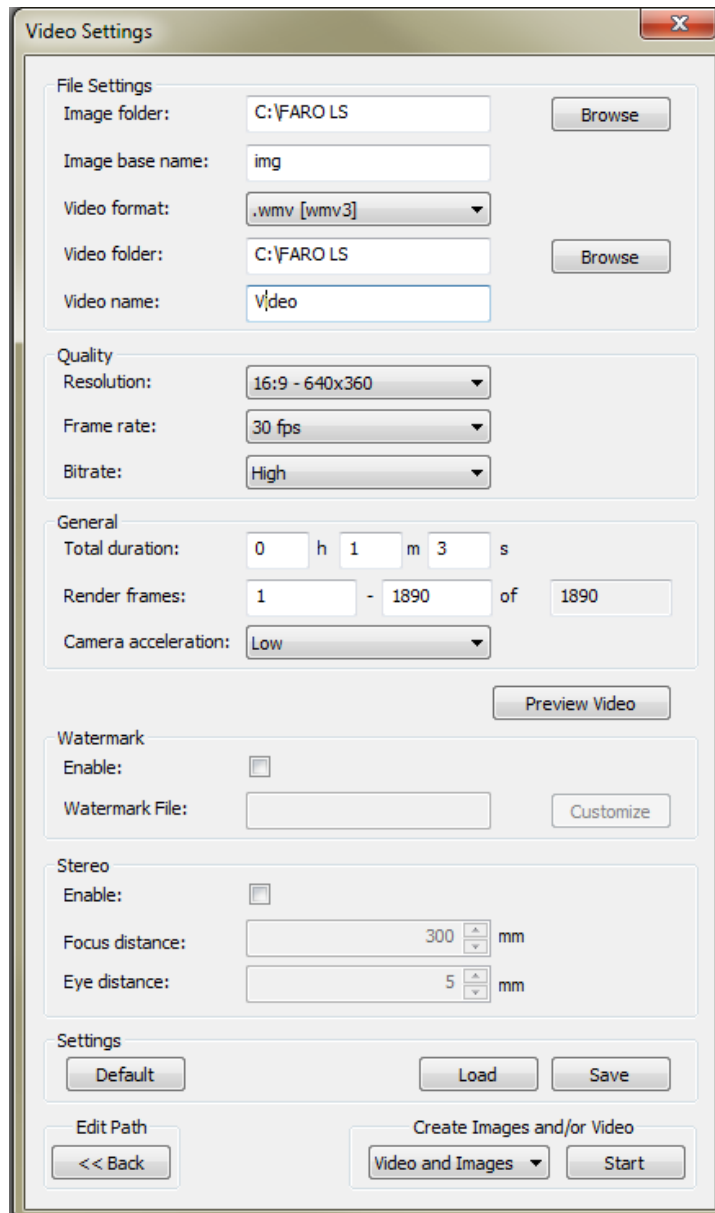 Video Settings
File Settings
Image folder: C:\FARO LS Browse
Image base name: img
Video format: .wmv [wmv3]
Video folder: C:\FARO LS Browse
Video name: Video
Quality
Resolution: 16:9 - 640x360
Frame rate: 30 fps
Bitrate: High
General
Total duration: 0 h 1 m 3 s
Render frames: 1 - 1890 of 1890
Camera acceleration: Low
Preview Video
Watermark
Enable:
Watermark File: Customize
Stereo
Enable:
Focus distance: 300 mm
Eye distance: 5 mm
Settings
Default Load Save
Edit Path Create Images and/or Video
<< Back Video and Images Start